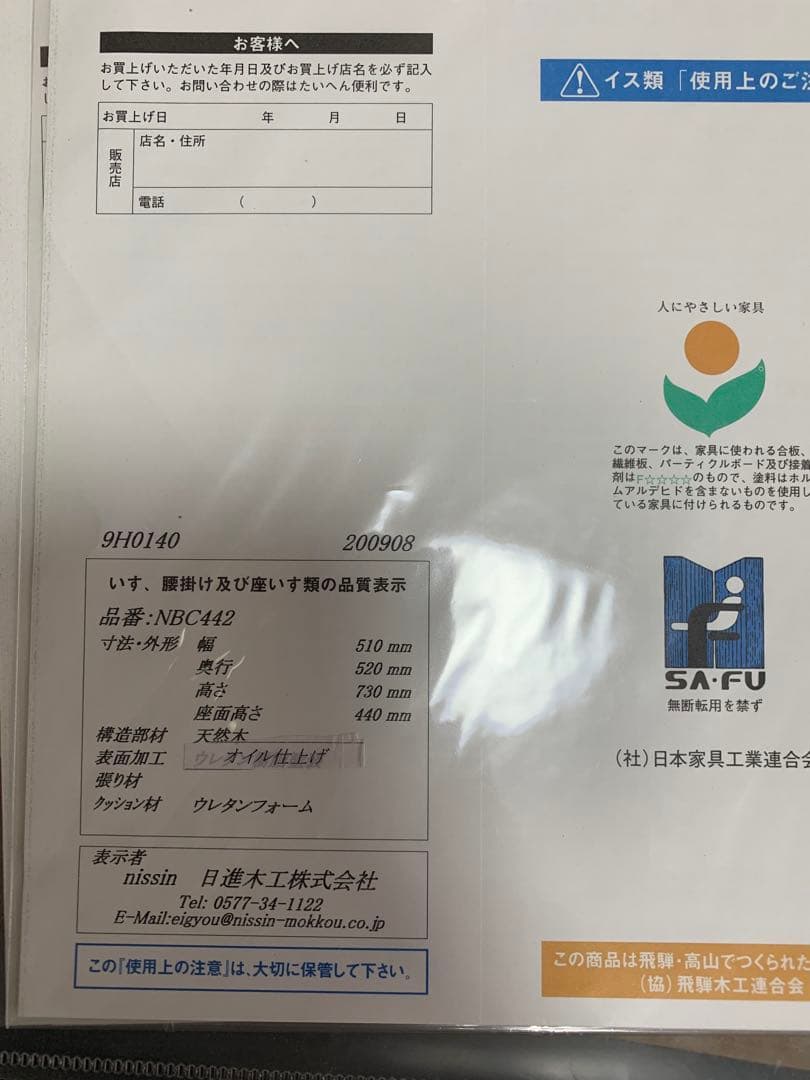 お客様へ
お買上げいただいた年月日及びお買上げ店名を必ず記入
して下さい。お問い合わせの際はたいへん便利です。
お買上げ日 年 月 日
販売店
店名・住所
電話 ( )
イス類「使用上のご注
人にやさしい家具
このマークは、家具に使われる合板、
繊維板、パーティクルボード及び接着
剤はF☆☆☆☆のもので、塗料はホル
ムアルデヒドを含まないものを使用し
ている家具に付けられるものです。
9H0140 200908
いす、腰掛け及び座いす類の品質表示
品番:NBC442
寸法・外形 幅 510 mm
奥行 520 mm
高さ 730 mm
座面高さ 440 mm
構造部材 天然木
表面加工 オイル仕上げ
張り材
クッション材 ウレタンフォーム
SA・FU
無断転用を禁ず
(社)日本家具工業連合会
表示者
nissin 日進木工株式会社
Tel: 0577-34-1122
E-Mail:eigyou@nissin-mokkou.co.jp
この『使用上の注意』は、大切に保管して下さい。
この商品は飛騨・高山でつくられた
(協)飛騨木工連合会